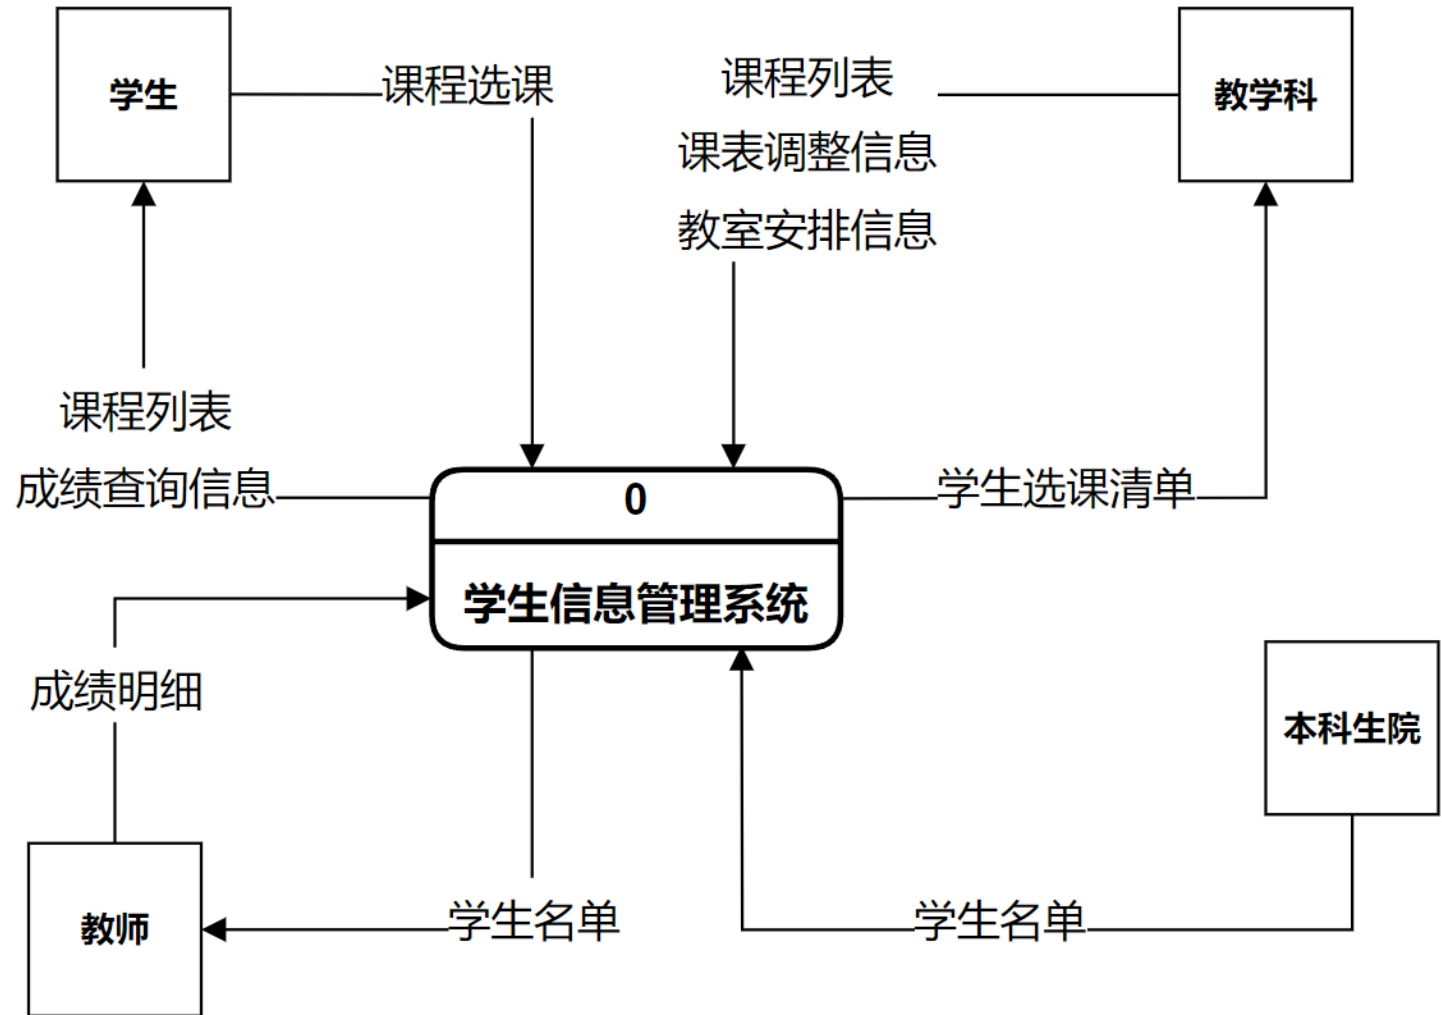 学生
课程选课
课程列表
课表调整信息
教室安排信息
教学科
课程列表
成绩查询信息
0
学生信息管理系统
学生选课清单
成绩明细
本科生院
教师
学生名单
学生名单